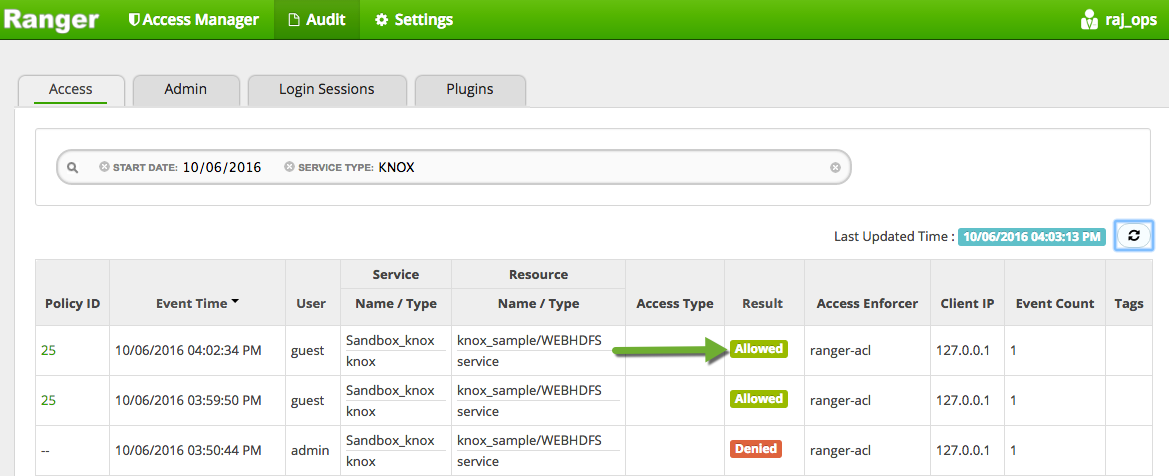 Ranger Access Manager Audit Settings raj_ops
Access Admin Login Sessions Plugins
START DATE: 10/06/2016 SERVICE TYPE: KNOX
Last Updated Time : 10/06/2016 04:03:13 PM
Service Resource
Policy ID Event Time User Name / Type Name / Type Access Type Result Access Enforcer Client IP Event Count Tags
25 10/06/2016 04:02:34 PM guest Sandbox_knox knox_sample/WEBHDFS Allowed ranger-acl 127.0.0.1 1
knox service
25 10/06/2016 03:59:50 PM guest Sandbox_knox knox_sample/WEBHDFS Allowed ranger-acl 127.0.0.1 1
knox service
-- 10/06/2016 03:50:44 PM admin Sandbox_knox knox_sample/WEBHDFS Denied ranger-acl 127.0.0.1 1
knox service